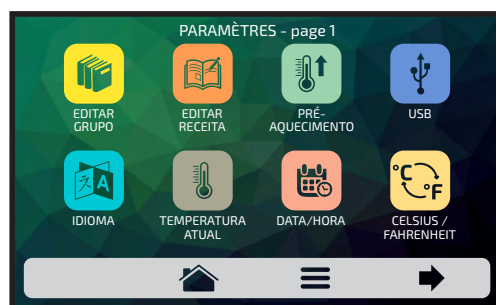 PARAMÈTRES - page 1
EDITAR
GRUPO
EDITAR
RECEITA
PRÉ-
AQUECIMENTO
USB
IDIOMA
TEMPERATURA
ATUAL
DATA/HORA
°C
°F
CELSIUS /
FAHRENHEIT